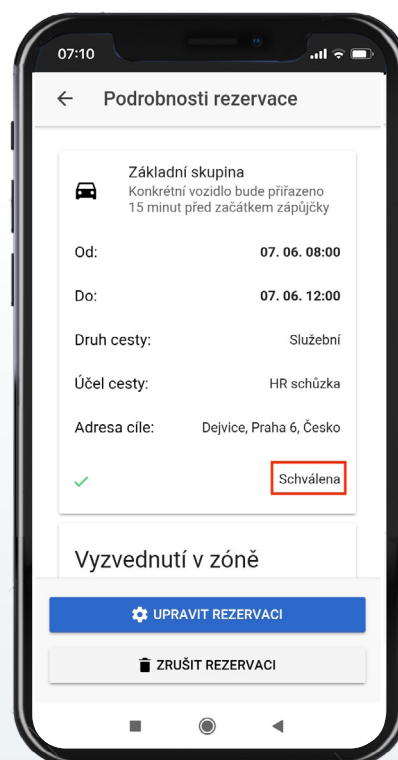 07:10
Podrobnosti rezervace
Základní skupina
Konkrétní vozidlo bude přiřazeno
15 minut před začátkem zápůjčky
Od: 07. 06. 08:00
Do: 07. 06. 12:00
Druh cesty: Služební
Účel cesty: HR schůzka
Adresa cíle: Dejvice, Praha 6, Česko
Schválena
Vyzvednutí v zóně
UPRAVIT REZERVACI
ZRUŠIT REZERVACI